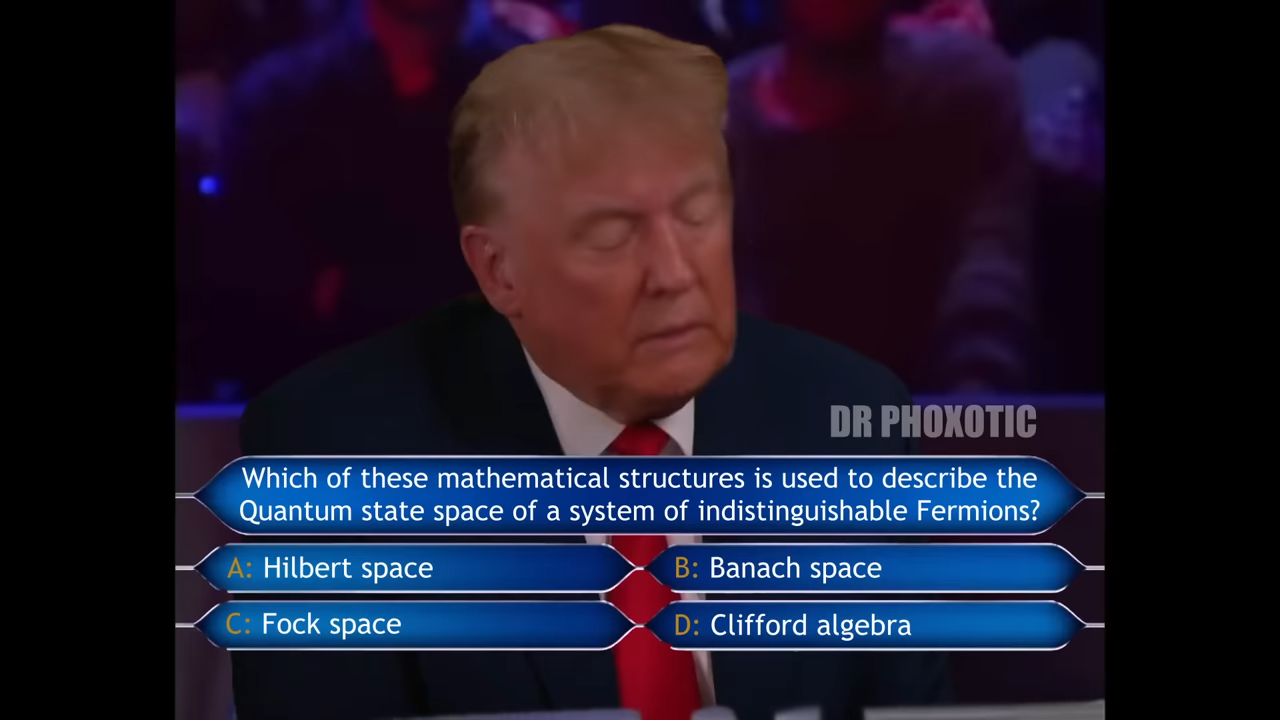 DR PHOXOTIC
Which of these mathematical structures is used to describe the
Quantum state space of a system of indistinguishable Fermions?
A: Hilbert space
B: Banach space
C: Fock space
D: Clifford algebra